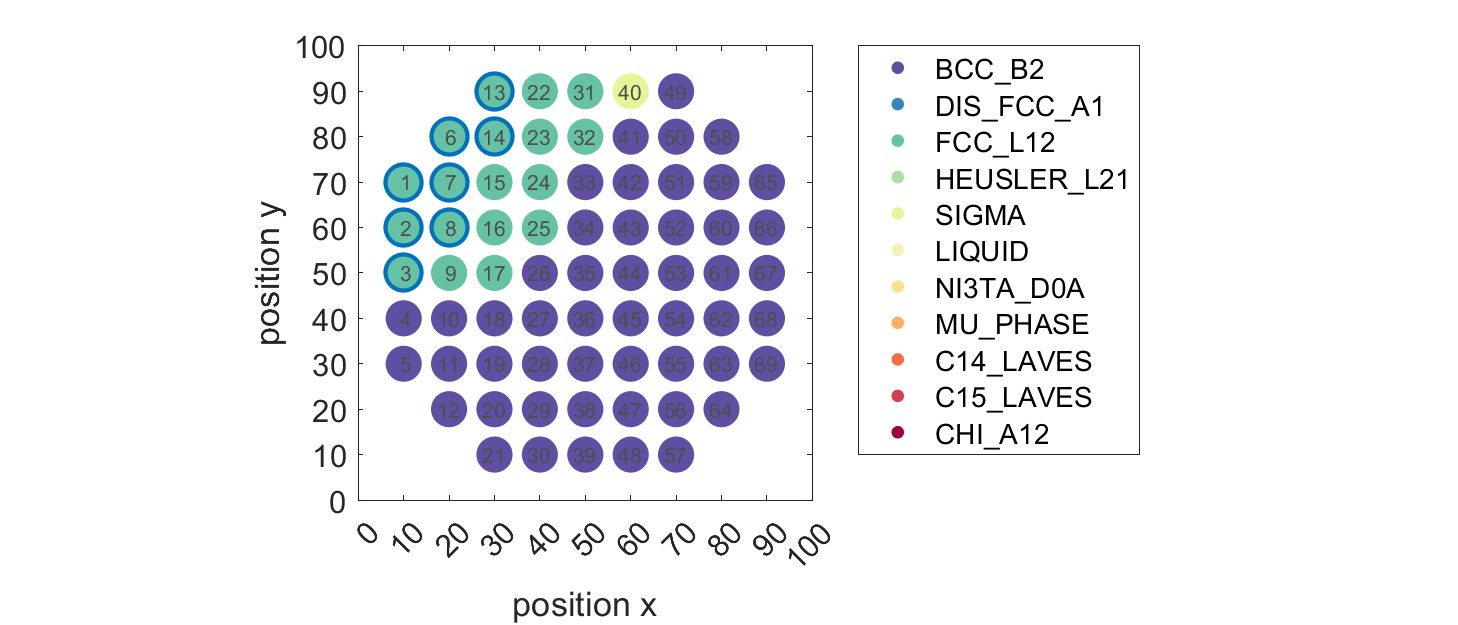 100
90
80
70
60
50
40
30
20
10
0
position y
13 22 31 40 49
6 14 23 32 41 50 58
1 7 15 24 33 42 51 59 65
2 8 16 25 34 43 52 60 66
3 9 17 26 35 44 53 61 67
4 10 18 27 36 45 54 62 68
5 11 19 28 37 46 55 63 69
12 20 29 38 47 56 64
21 30 39 48 57
0 10 20 30 40 50 60 70 80 90 100
position x
BCC_B2
DIS_FCC_A1
FCC_L12
HEUSLER_L21
SIGMA
LIQUID
NI3TA_D0A
MU_PHASE
C14_LAVES
C15_LAVES
CHI_A12